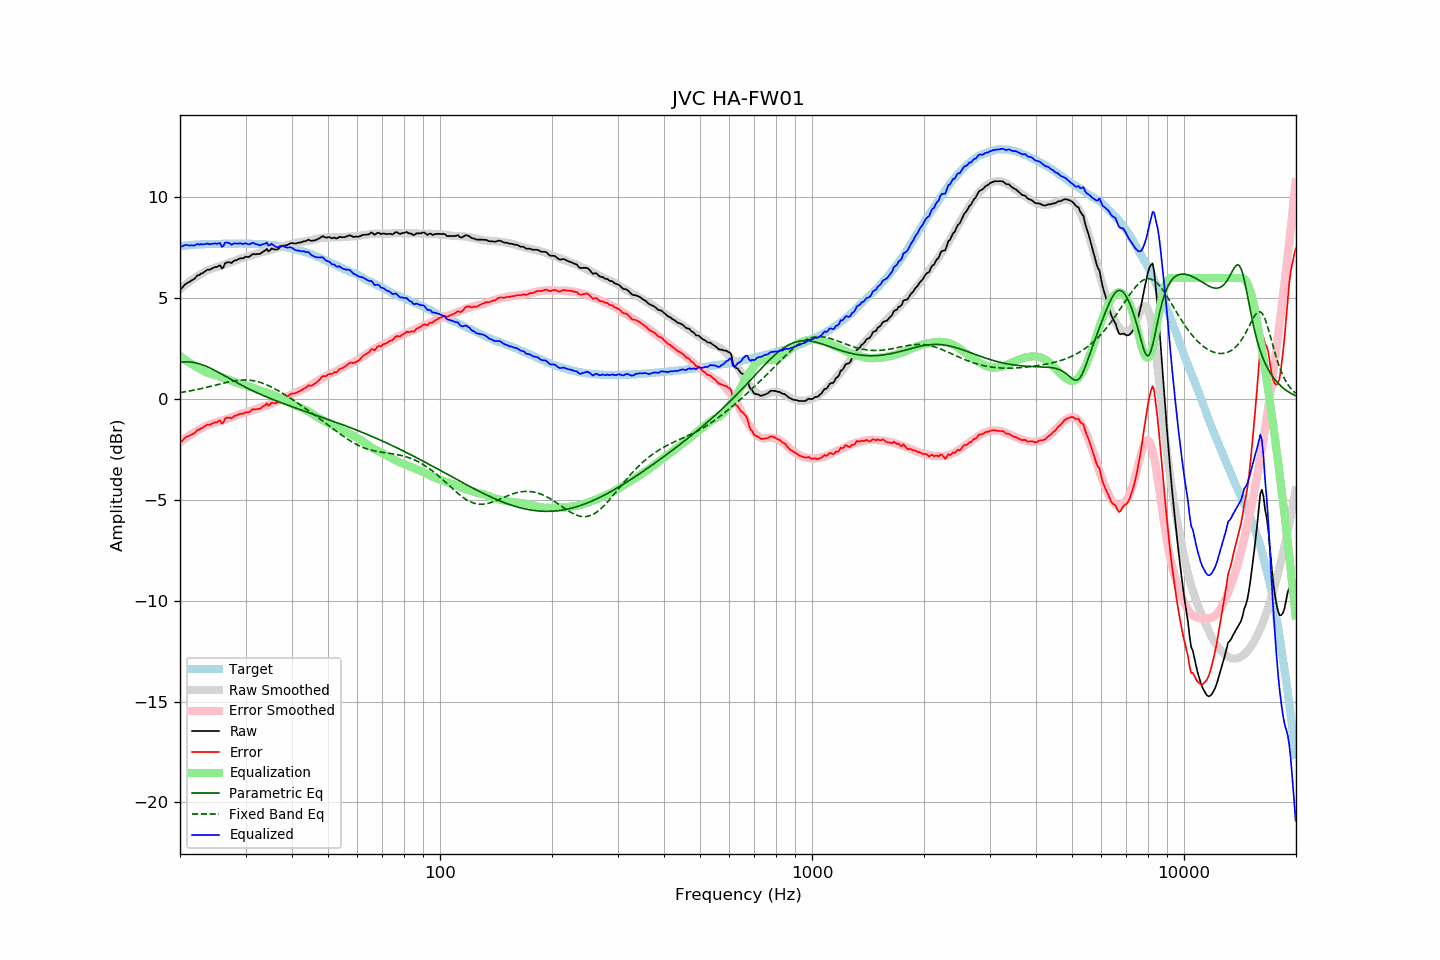 JVC HA-FW01
Amplitude (dBr)
10
5
0
−5
−10
−15
−20
Target
Raw Smoothed
Error Smoothed
Raw
Error
Equalization
Parametric Eq
Fixed Band Eq
Equalized
100
1000
10000
Frequency (Hz)